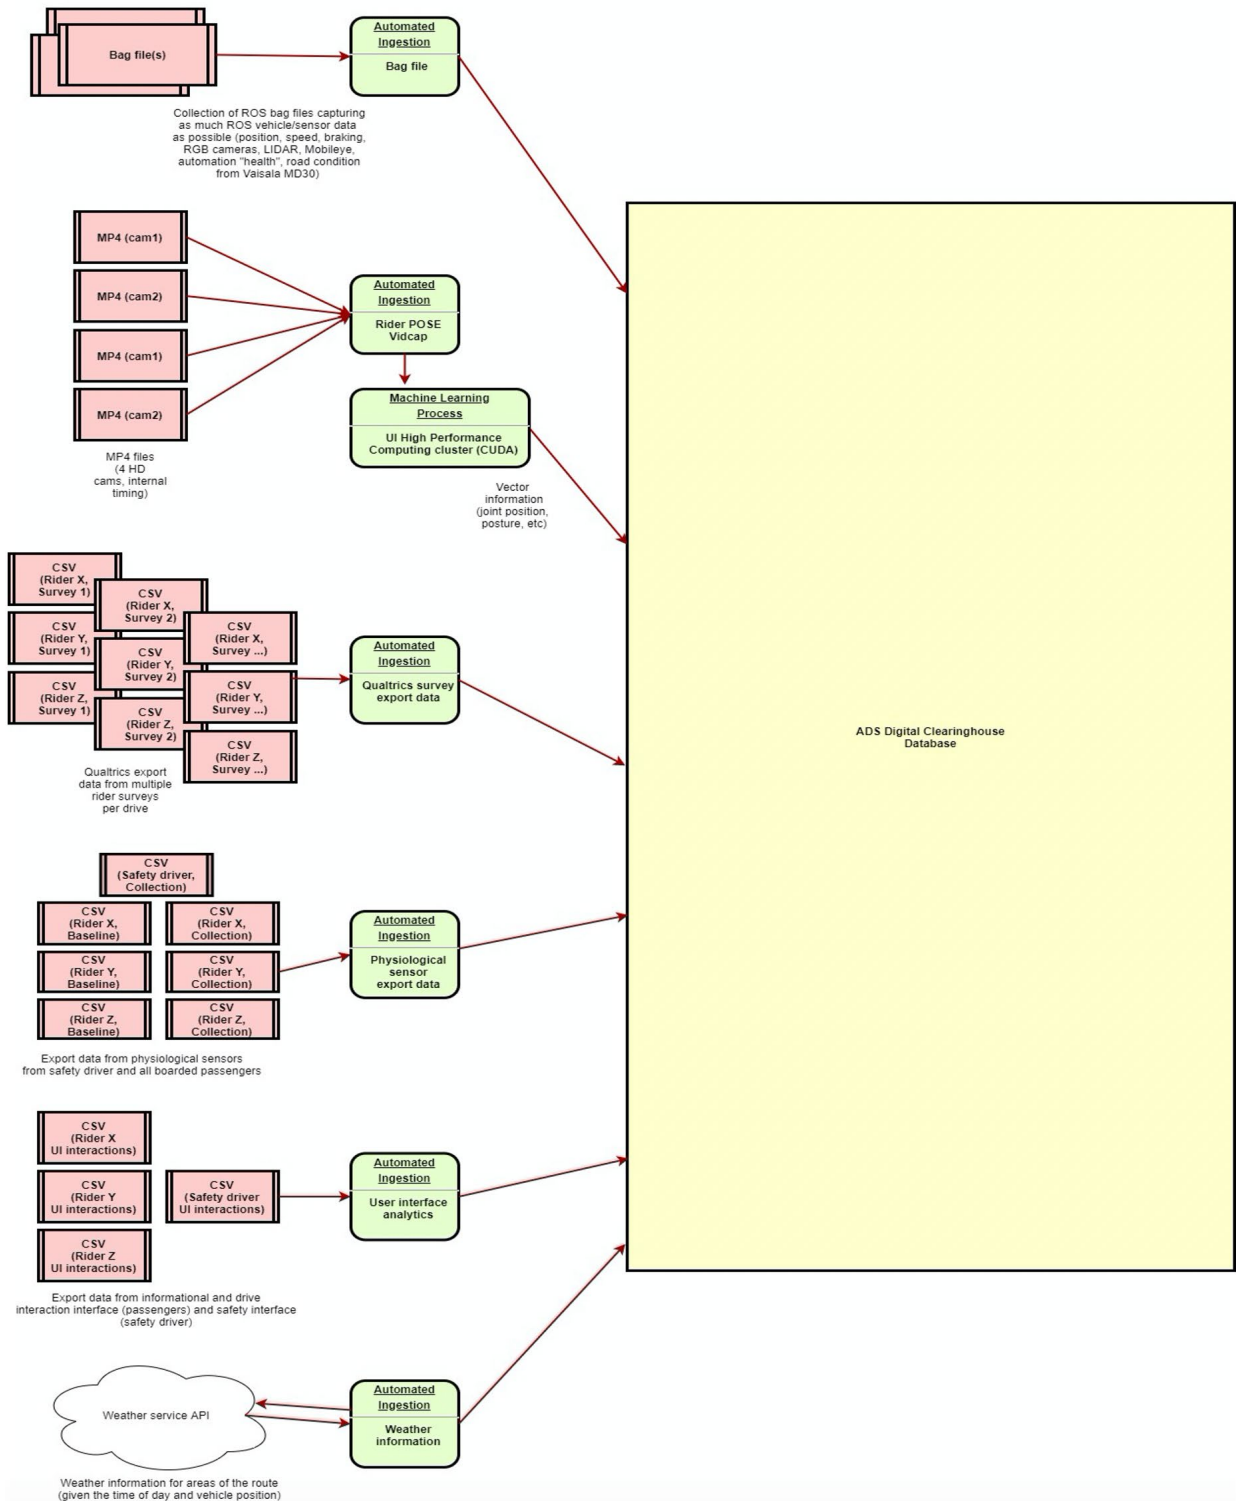 Bag file(s)
Automated
Ingestion
Bag file
Collection of ROS bag files capturing
as much ROS vehicle/sensor data
as possible (position, speed, braking,
RGB cameras, LIDAR, Mobileye,
automation "health", road condition
from Vaisala MD30)
MP4 (cam1)
MP4 (cam2)
MP4 (cam1)
MP4 (cam2)
MP4 files
(4 HD
cams, internal
timing)
Automated
Ingestion
Rider POSE
Vidcap
Machine Learning
Process
UI High Performance
Computing cluster (CUDA)
Vector
information
(joint position,
posture, etc)
CSV
(Rider X,
Survey 1)
CSV
(Rider X,
Survey 2)
CSV
(Rider X,
Survey ...)
CSV
(Rider Y,
Survey 1)
CSV
(Rider Y,
Survey 2)
CSV
(Rider Y,
Survey ...)
CSV
(Rider Z,
Survey 1)
CSV
(Rider Z,
Survey 2)
CSV
(Rider Z,
Survey ...)
Qualtrics export
data from multiple
rider surveys
per drive
Automated
Ingestion
Qualtrics survey
export data
ADS Digital Clearinghouse
Database
CSV
(Safety driver,
Collection)
CSV
(Rider X,
Baseline)
CSV
(Rider X,
Collection)
CSV
(Rider Y,
Baseline)
CSV
(Rider Y,
Collection)
CSV
(Rider Z,
Baseline)
CSV
(Rider Z,
Collection)
Automated
Ingestion
Physiological
sensor
export data
Export data from physiological sensors
from safety driver and all boarded passengers
CSV
(Rider X
UI interactions)
CSV
(Rider Y
UI interactions)
CSV
(Safety driver
UI interactions)
CSV
(Rider Z
UI interactions)
Automated
Ingestion
User interface
analytics
Export data from informational and drive
interaction interface (passengers) and safety interface
(safety driver)
Weather service API
Automated
Ingestion
Weather
information
Weather information for areas of the route
(given the time of day and vehicle position)